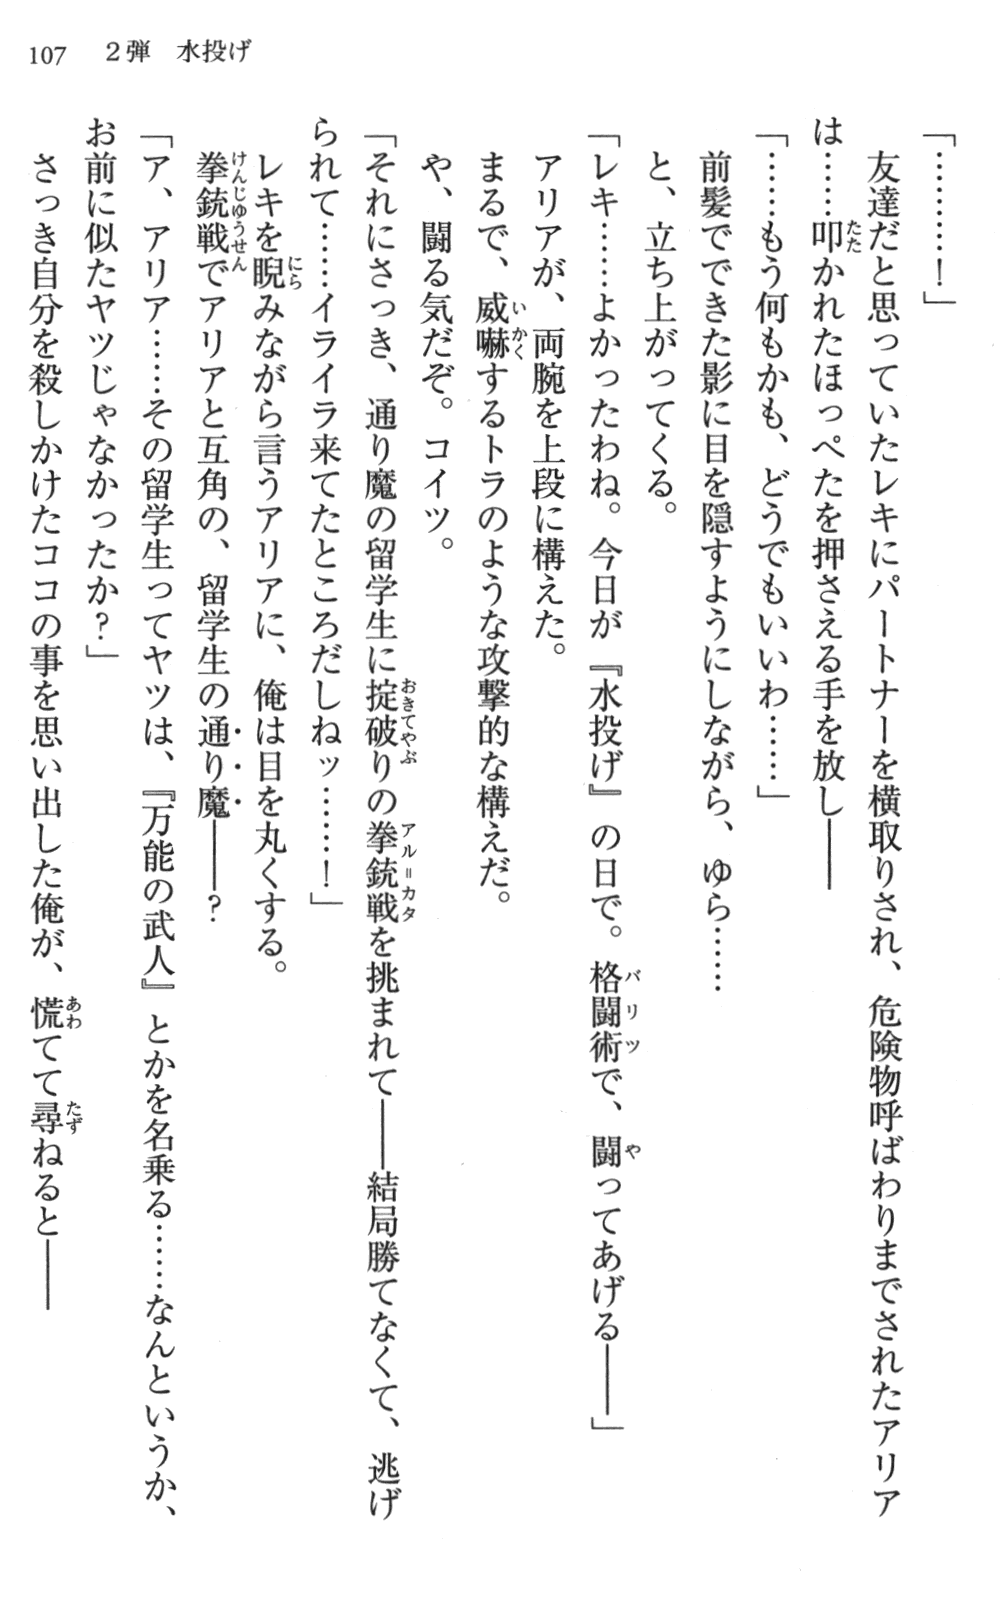 107　2弾　水投げ
「………！」
友達だと思っていたレキにパートナーを横取りされ、危険物呼ばわりまでされたアリア
は……叩かれたほっぺたを押さえる手を放し――
「……もう何もかも、どうでもいいわ……」
前髪でできた影に目を隠すようにしながら、ゆら……
と、立ち上がってくる。
「レキ……よかったわね。今日が『水投げ』の日で。格闘術で、闘ってあげる――」
アリアが、両腕を上段に構えた。
まるで、威嚇するトラのような攻撃的な構えだ。
や、闘る気だぞ。コイツ。
「それにさっき、通り魔の留学生に掟破りの拳銃戦を挑まれて――結局勝てなくて、逃げ
られて……イライラ来てたところだしねッ……！」
レキを睨みながら言うアリアに、俺は目を丸くする。
拳銃戦でアリアと互角の、留学生の通り魔――？
「ア、アリア……その留学生ってヤツは、『万能の武人』とかを名乗る……なんというか、
お前に似たヤツじゃなかったか？」
さっき自分を殺しかけたココの事を思い出した俺が、慌てて尋ねると――